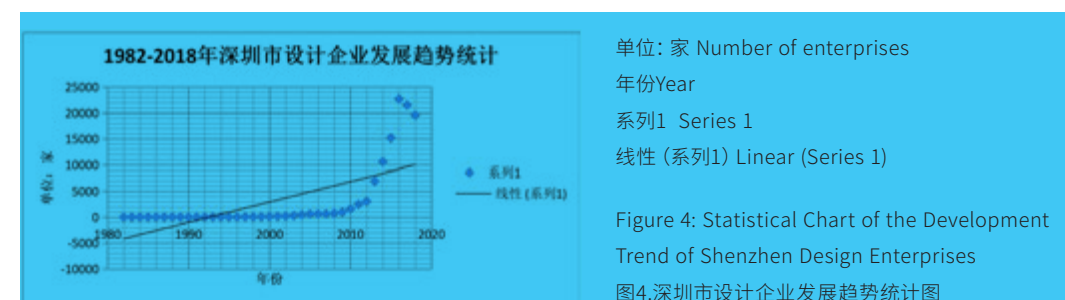 1982-2018年深圳市设计企业发展趋势统计
25000
20000
15000
10000
5000
0
-5000
-10000
1980
1990
2000
2010
2020
单位：家
年份
系列1
线性 (系列1)
单位: 家 Number of enterprises
年份Year
系列1 Series 1
线性 (系列1) Linear (Series 1)
Figure 4: Statistical Chart of the Development
Trend of Shenzhen Design Enterprises
图4.深圳市设计企业发展趋势统计图